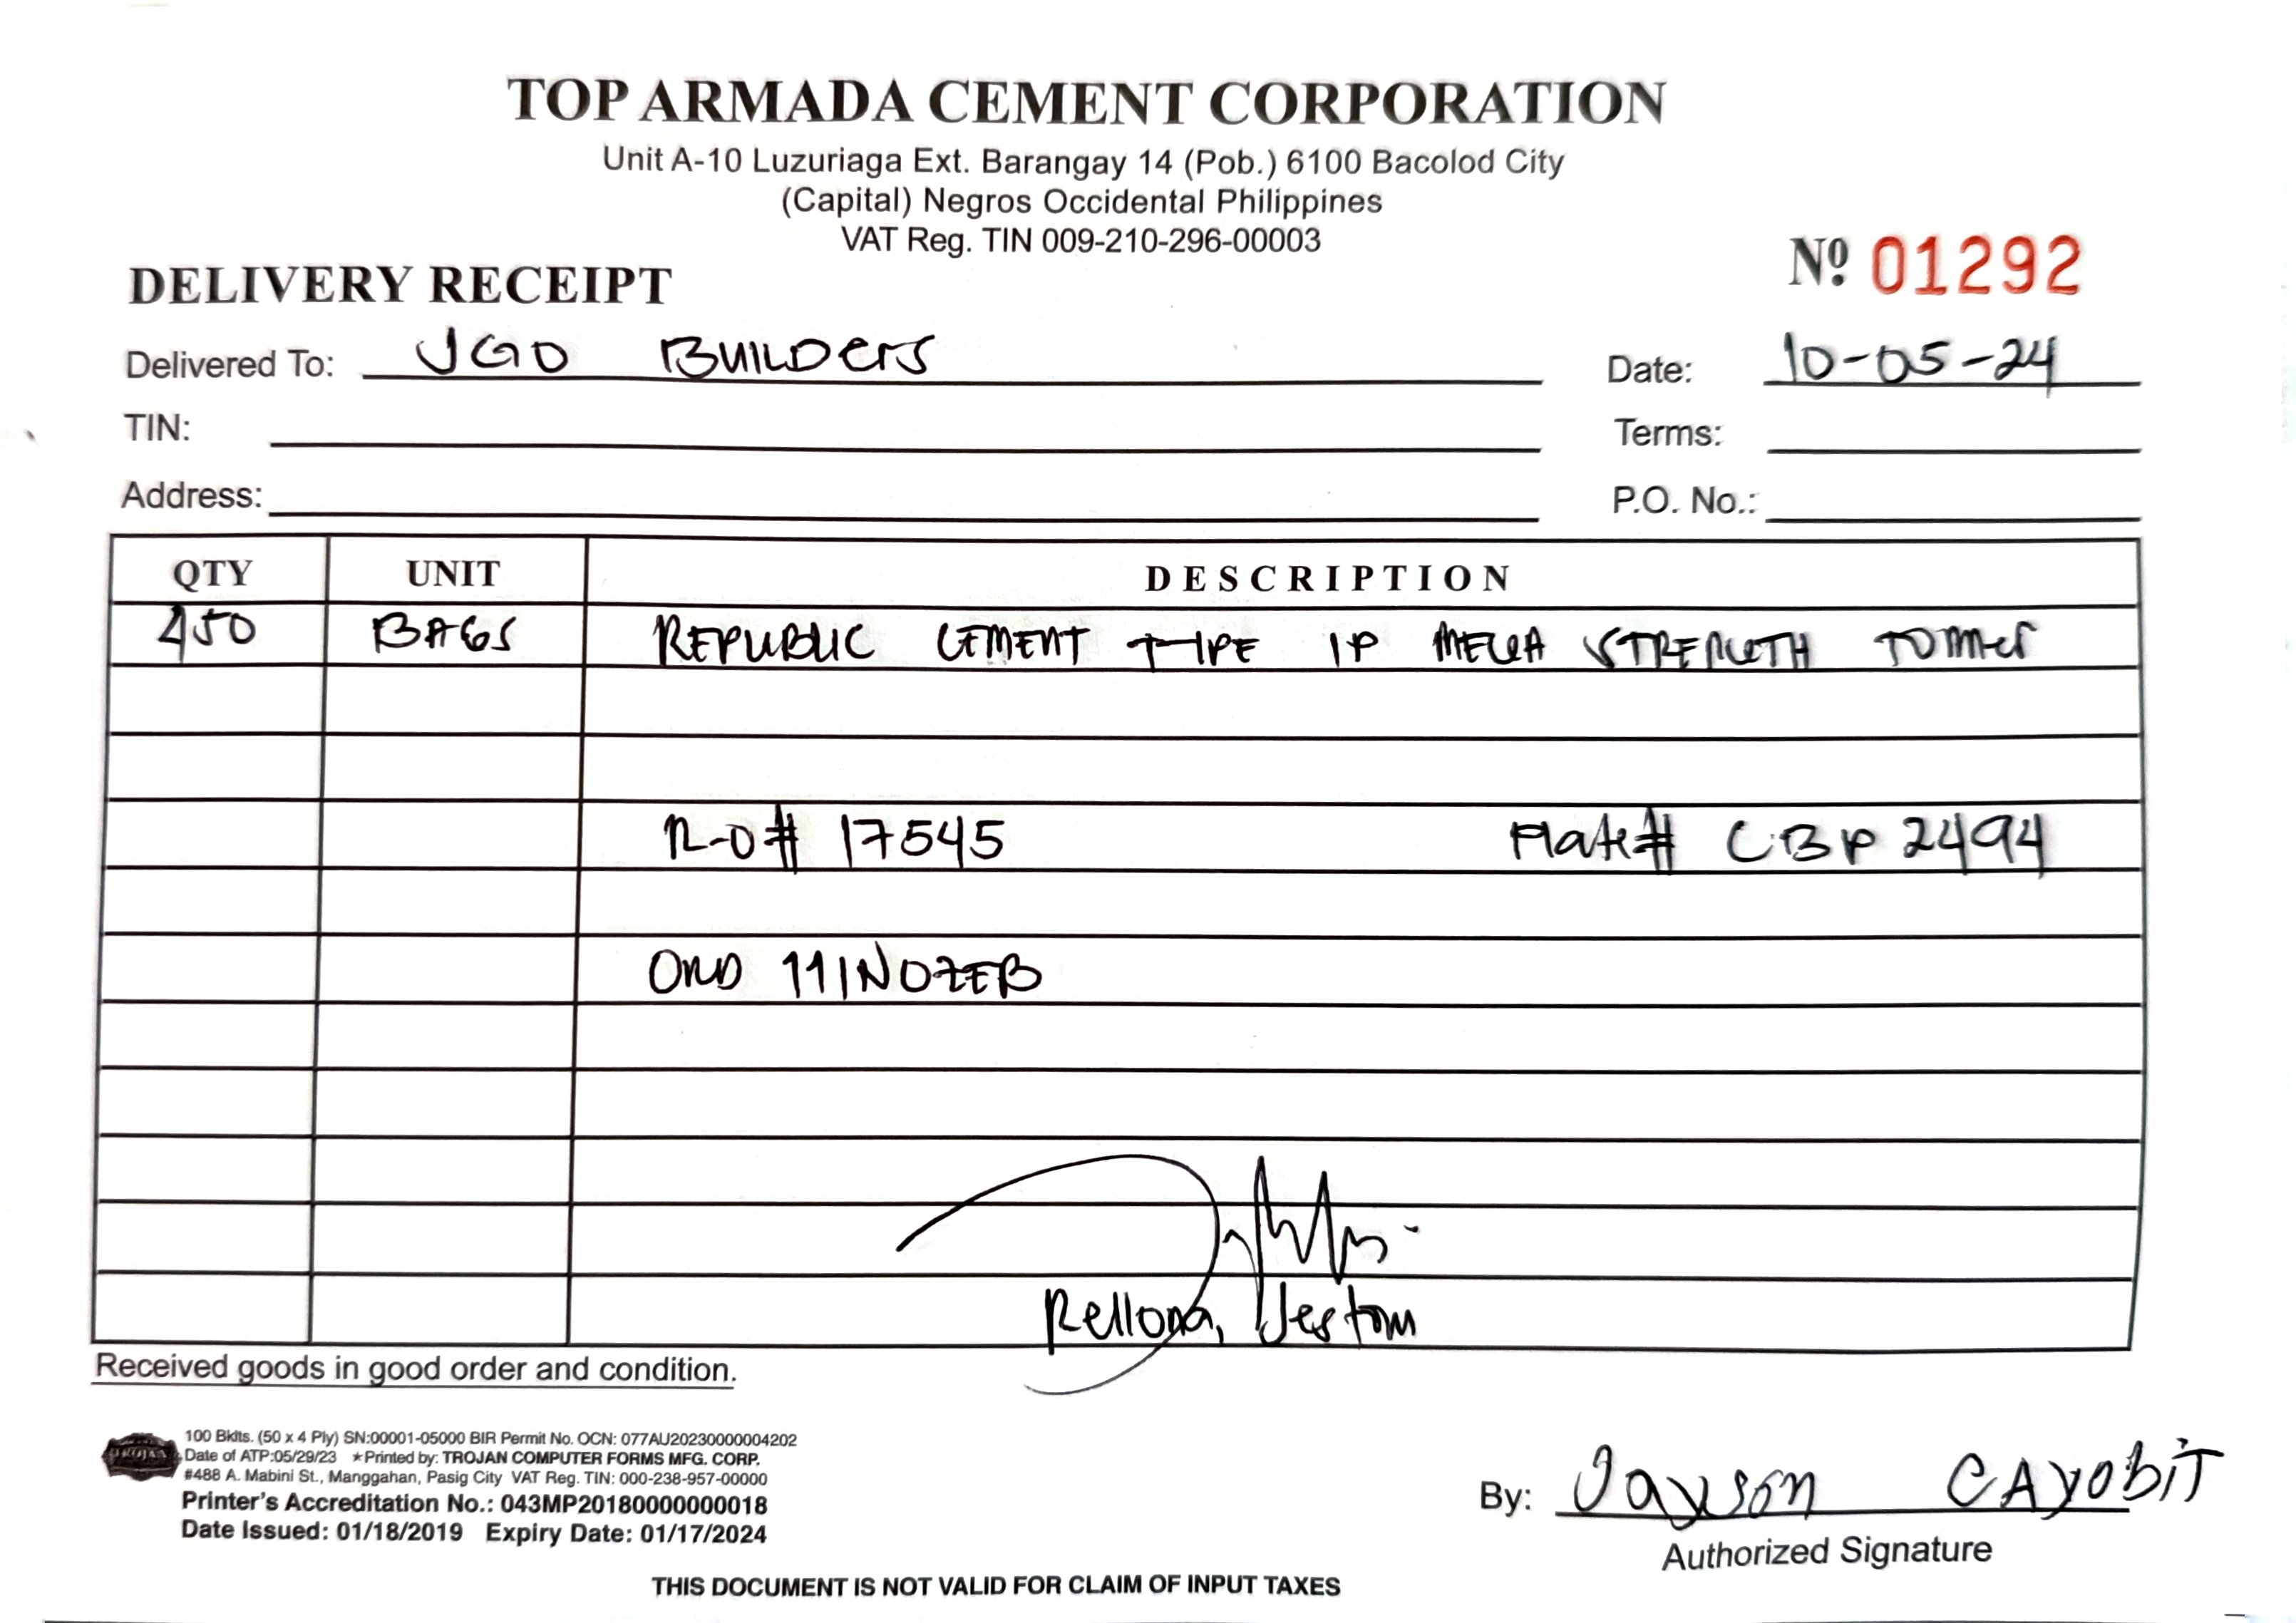 TOP ARMADA CEMENT CORPORATION
Unit A-10 Luzuriaga Ext. Barangay 14 (Pob.) 6100 Bacolod City
(Capital) Negros Occidental Philippines
VAT Reg. TIN 009-210-296-00003
DELIVERY RECEIPT Nº 01292
Delivered To: JGO BUILDERS Date: 10-05-24
TIN: Terms:
Address: P.O. No.:
QTY UNIT DESCRIPTION
450 BAGS REPUBLIC CEMENT TYPE 1P MEGA STRENGTH
R-O# 17545 Plate# CBP 2494
111NOZEB
Rellona, Jestom
Received goods in good order and condition.
100 Bklts. (50 x 4 Ply) SN:00001-05000 BIR Permit No. OCN: 077AU20230000004202
Date of ATP:05/29/23 ★Printed by: TROJAN COMPUTER FORMS MFG. CORP.
#488 A. Mabini St., Manggahan, Pasig City VAT Reg. TIN: 000-238-957-00000
Printer's Accreditation No.: 043MP20180000000018
Date Issued: 01/18/2019 Expiry Date: 01/17/2024
By: Jayson CAYObiT
Authorized Signature
THIS DOCUMENT IS NOT VALID FOR CLAIM OF INPUT TAXES